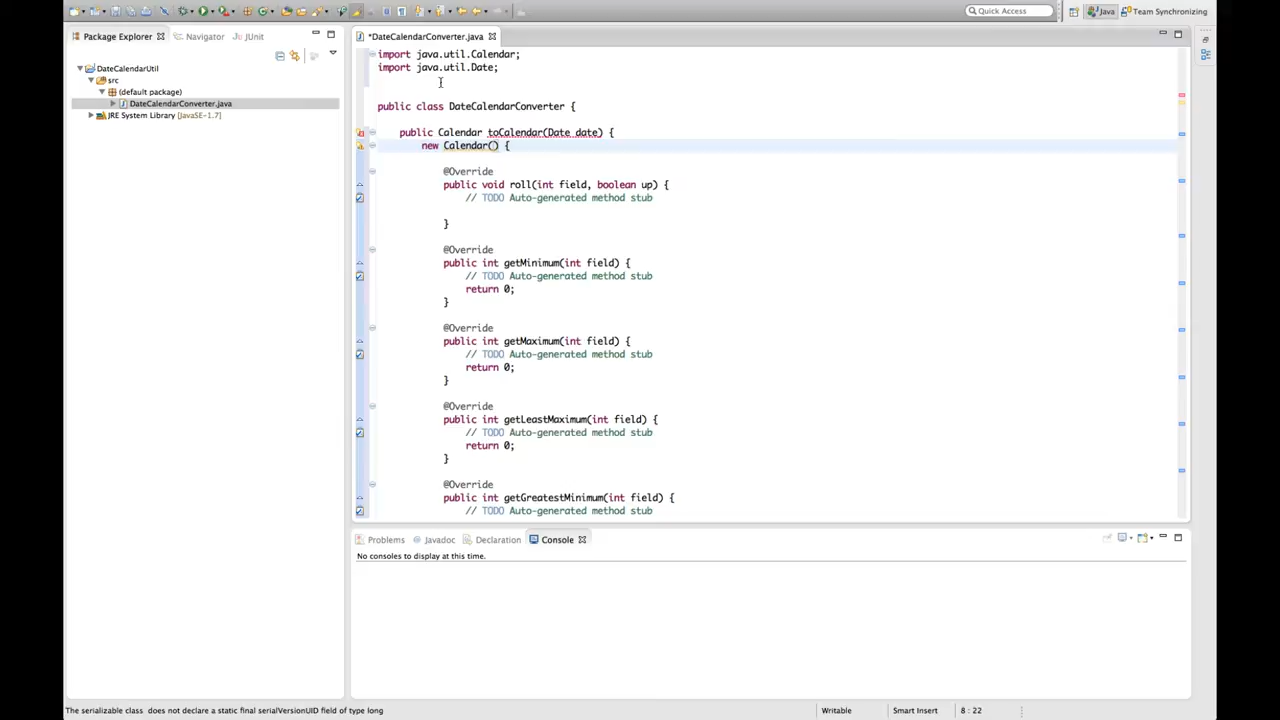 Quick Access
Java
Team Synchronizing
Package Explorer
Navigator
JUnit
*DateCalendarConverter.java
DateCalendarUtil
src
(default package)
DateCalendarConverter.java
JRE System Library [JavaSE-1.7]
import java.util.Calendar;
import java.util.Date;
public class DateCalendarConverter {
public Calendar toCalendar(Date date) {
new Calendar() {
@Override
public void roll(int field, boolean up) {
// TODO Auto-generated method stub
}
@Override
public int getMinimum(int field) {
// TODO Auto-generated method stub
return 0;
}
@Override
public int getMaximum(int field) {
// TODO Auto-generated method stub
return 0;
}
@Override
public int getLeastMaximum(int field) {
// TODO Auto-generated method stub
return 0;
}
@Override
public int getGreatestMinimum(int field) {
// TODO Auto-generated method stub
Problems
Javadoc
Declaration
Console
No consoles to display at this time.
The serializable class  does not declare a static final serialVersionUID field of type long
Writable
Smart Insert
8 : 22